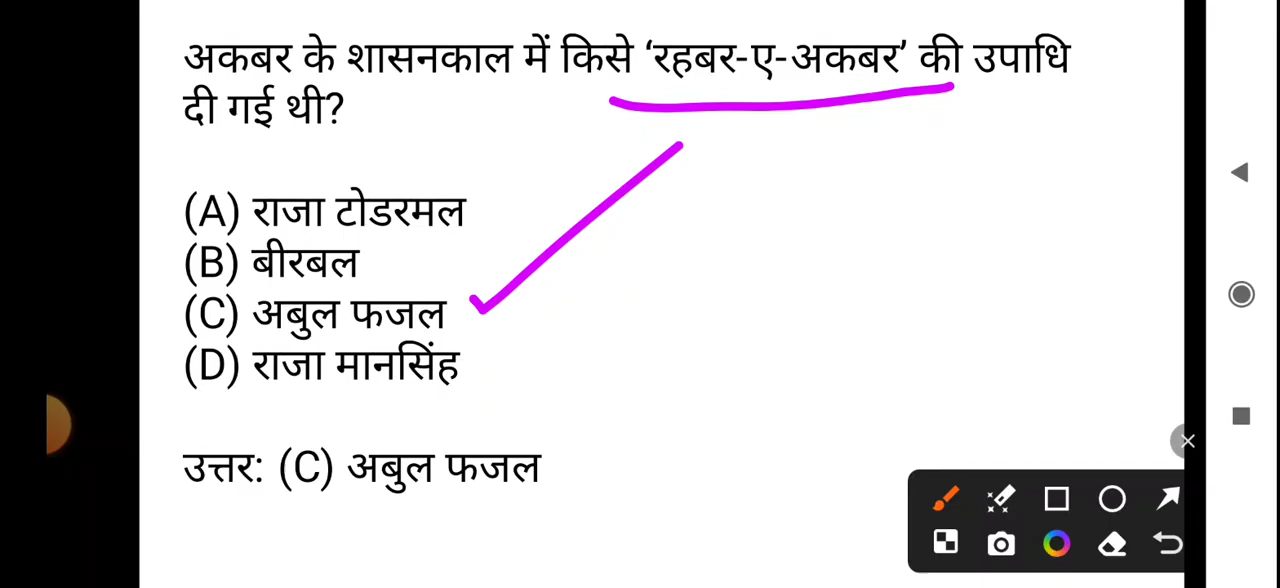 अकबर के शासनकाल में किसे ‘रहबर-ए-अकबर’ की उपाधि
दी गई थी?
(A) राजा टोडरमल
(B) बीरबल
(C) अबुल फजल
(D) राजा मानसिंह
उत्तर: (C) अबुल फजल